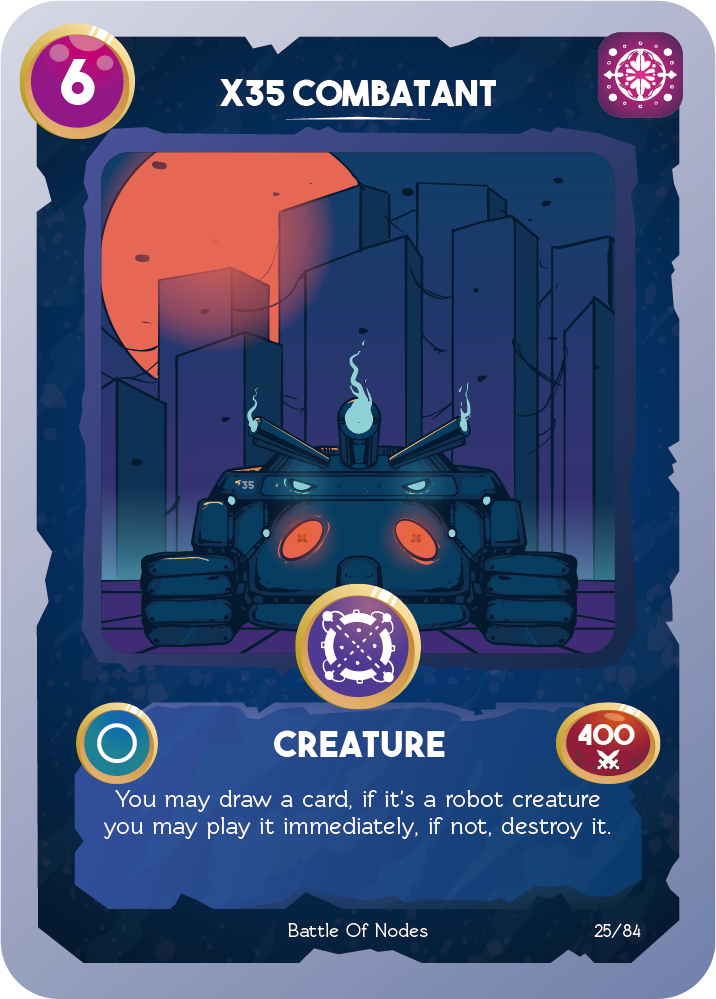 6
X35 COMBATANT
35
CREATURE
400
You may draw a card, if it's a robot creature
you may play it immediately, if not, destroy it.
Battle Of Nodes
25/84